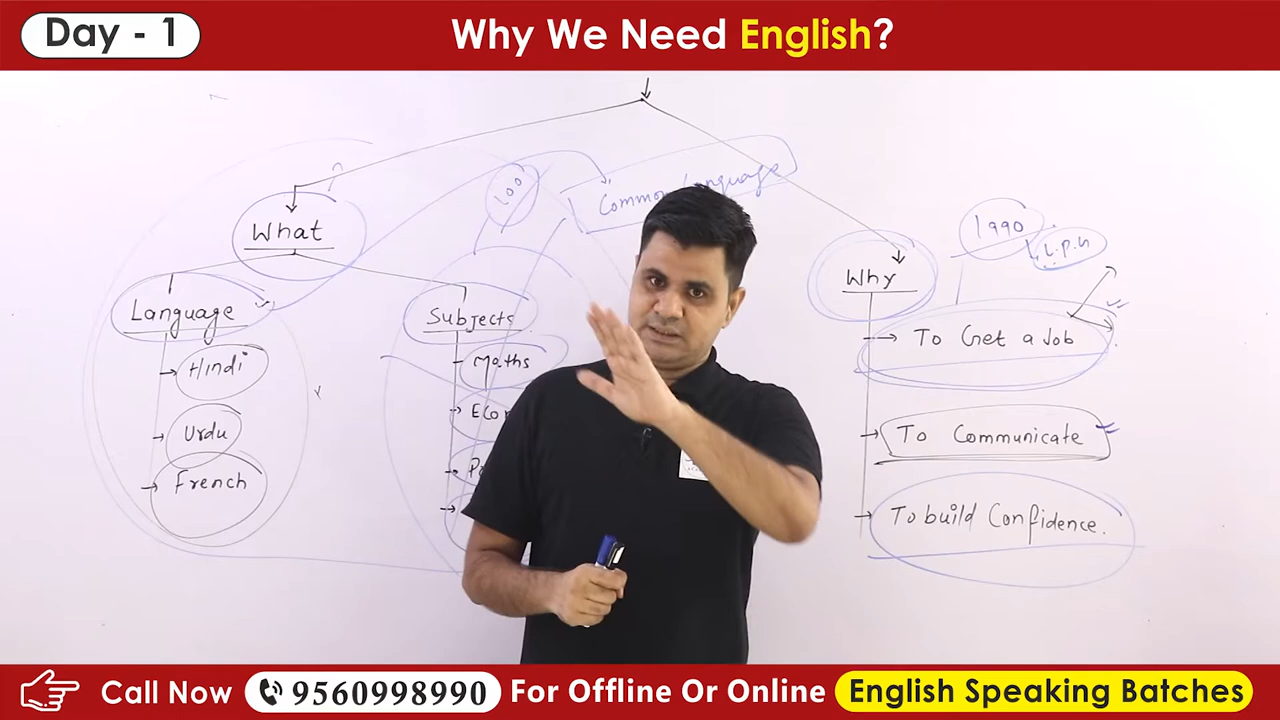 Day - 1
Why We Need English?
100
Common Language
What
1990
L.P.G
Why
Language
Subjects
Hindi
Maths
To Get a Job
Urdu
Eco
To Communicate
French
To build Confidence.
Call Now 9560998990 For Offline Or Online English Speaking Batches